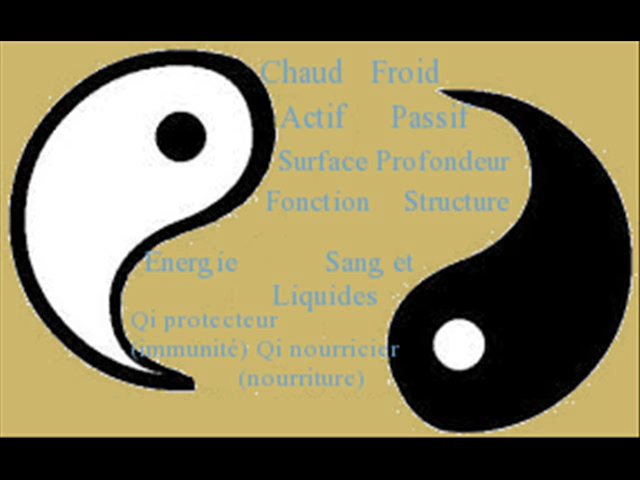 Chaud Froid
Actif Passif
Surface Profondeur
Fonction Structure
Energie Sang et
Liquides
Qi protecteur
(immunité) Qi nourricier
(nourriture)